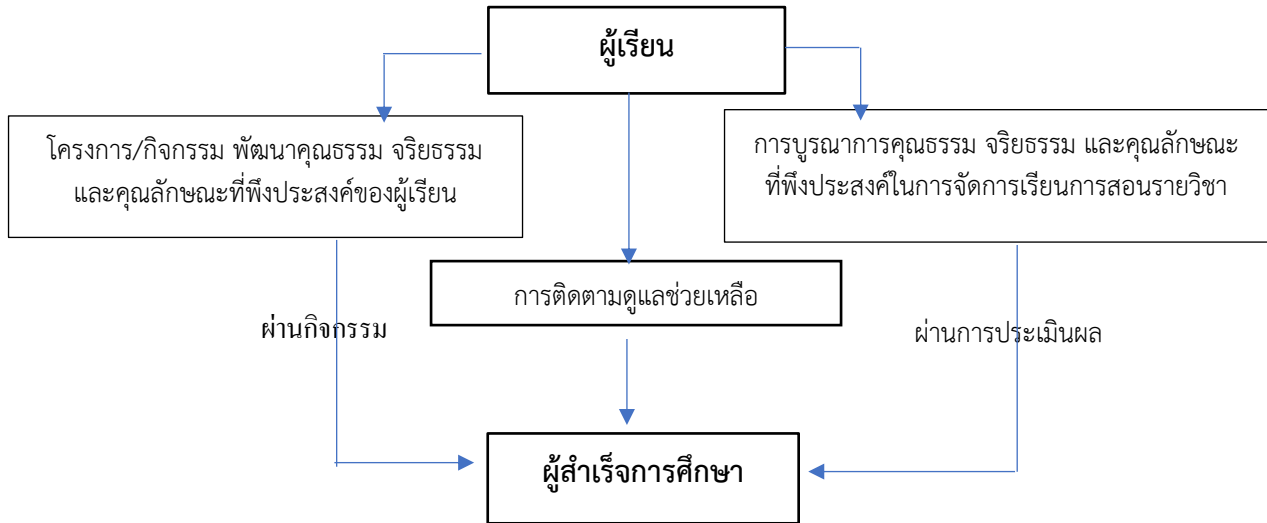 ผู้เรียน
โครงการ/กิจกรรม พัฒนาคุณธรรม จริยธรรม
และคุณลักษณะที่พึงประสงค์ของผู้เรียน
การบูรณาการคุณธรรม จริยธรรม และคุณลักษณะ
ที่พึงประสงค์ในการจัดการเรียนการสอนรายวิชา
การติดตามดูแลช่วยเหลือ
ผ่านกิจกรรม
ผ่านการประเมินผล
ผู้สำเร็จการศึกษา